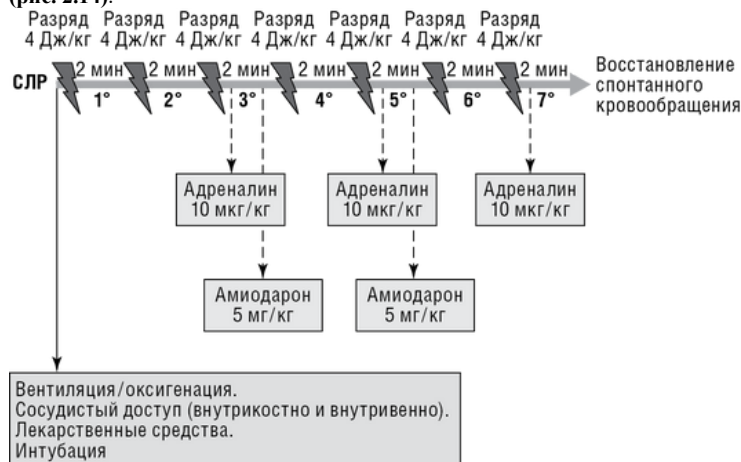 (рис. 2.14).
Разряд Разряд Разряд Разряд Разряд Разряд Разряд
4 Дж/кг 4 Дж/кг 4 Дж/кг 4 Дж/кг 4 Дж/кг 4 Дж/кг 4 Дж/кг
СЛР 2 мин 2 мин 2 мин 2 мин 2 мин 2 мин 2 мин
1° 2° 3° 4° 5° 6° 7°
Восстановление
спонтанного
кровообращения
Адреналин
10 мкг/кг
Адреналин
10 мкг/кг
Адреналин
10 мкг/кг
Амиодарон
5 мг/кг
Амиодарон
5 мг/кг
Вентиляция/оксигенация.
Сосудистый доступ (внутрикостно и внутривенно).
Лекарственные средства.
Интубация